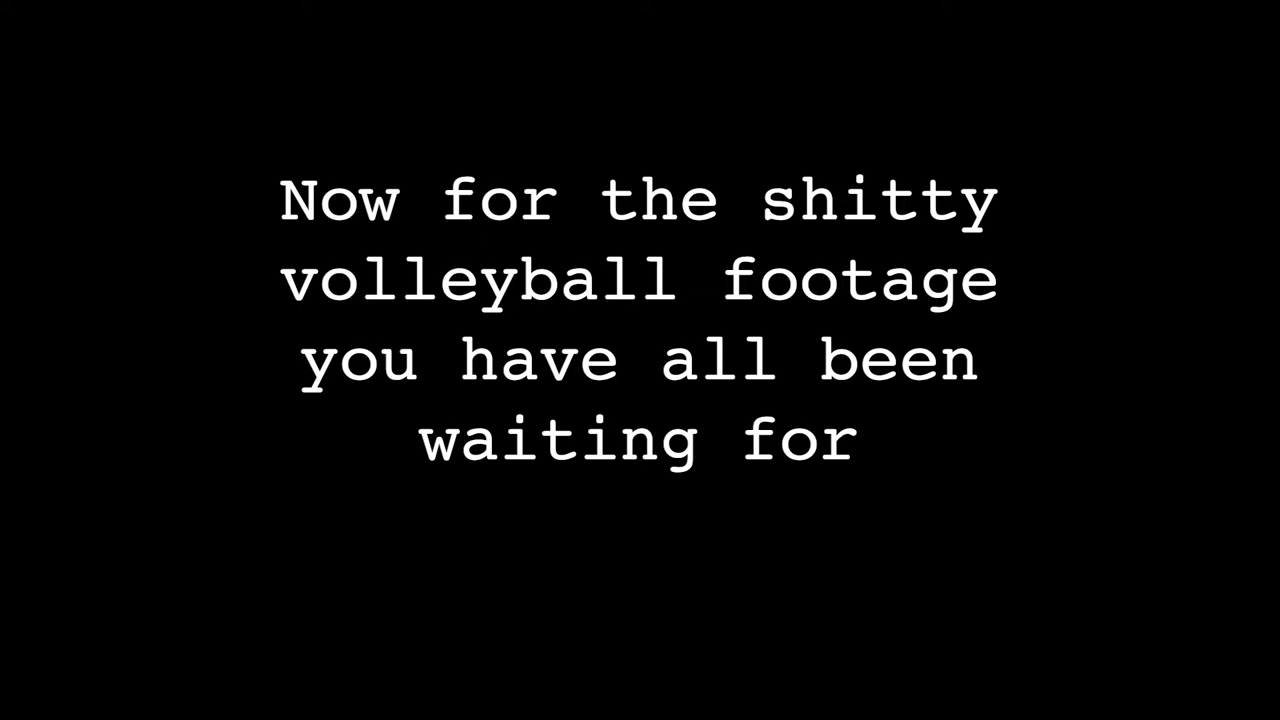 Now for the shitty
volleyball footage
you have all been
waiting for